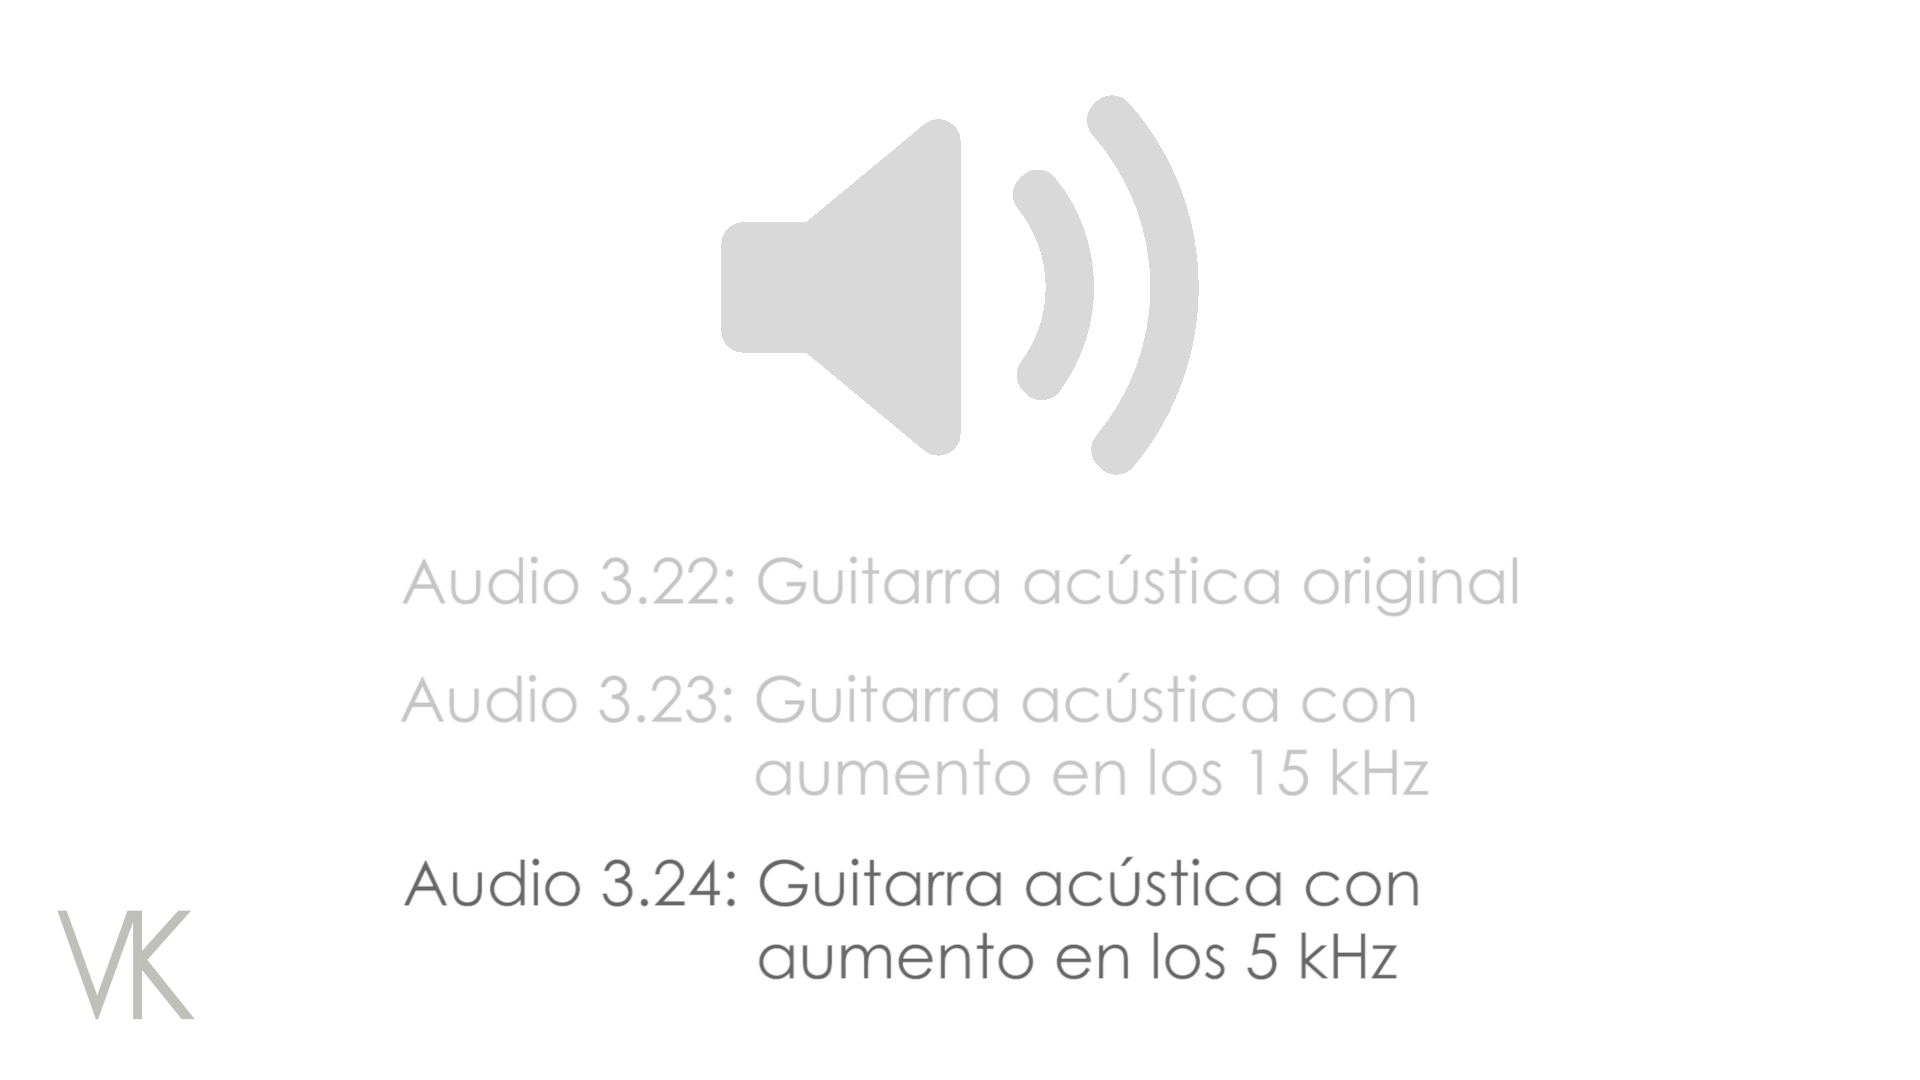 Audio 3.22: Guitarra acústica original
Audio 3.23: Guitarra acústica con
aumento en los 15 kHz
Audio 3.24: Guitarra acústica con
aumento en los 5 kHz
VK